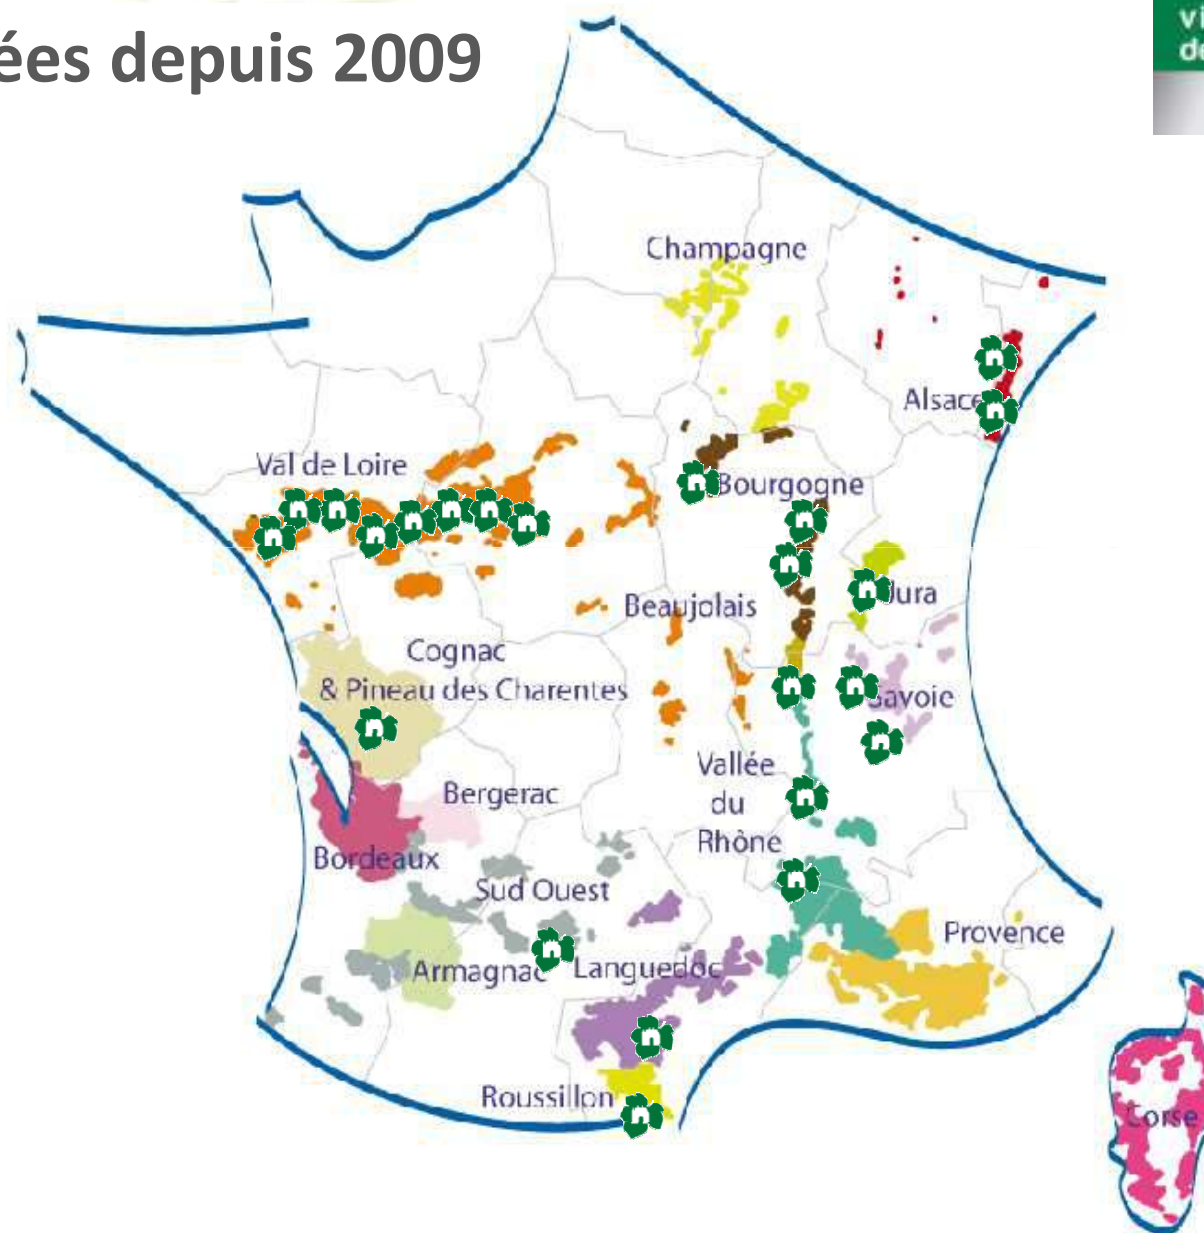 ées depuis 2009
Champagne
Alsace
Val de Loire
Bourgogne
Jura
Beaujolais
Cognac
& Pineau des Charentes
Savoie
Vallée
du
Rhône
Bergerac
Bordeaux
Sud Ouest
Provence
Armagnac
Languedoc
Roussillon
Corse